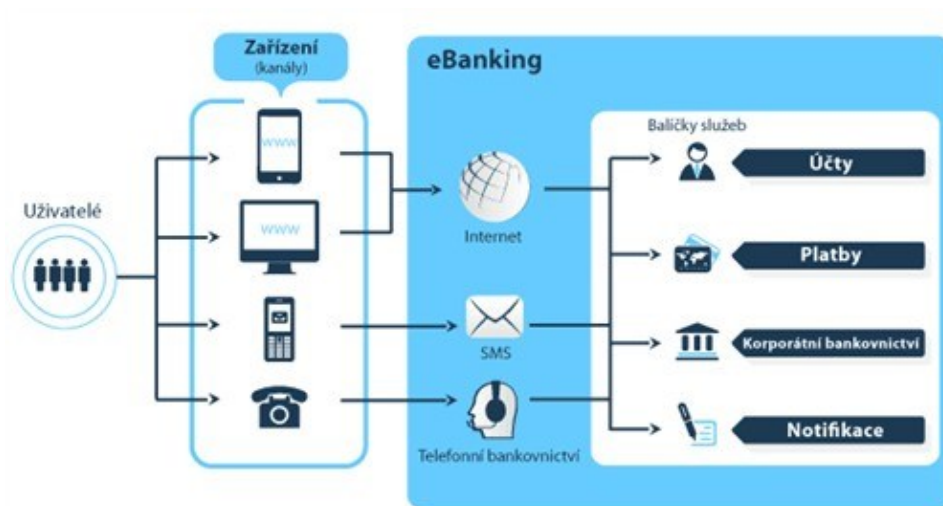 Zařízení
(kanály)
eBanking
Uživatelé
www
www
Internet
SMS
Telefonní bankovnictví
Balíčky služeb
Účty
Platby
Korporátní bankovnictví
Notifikace